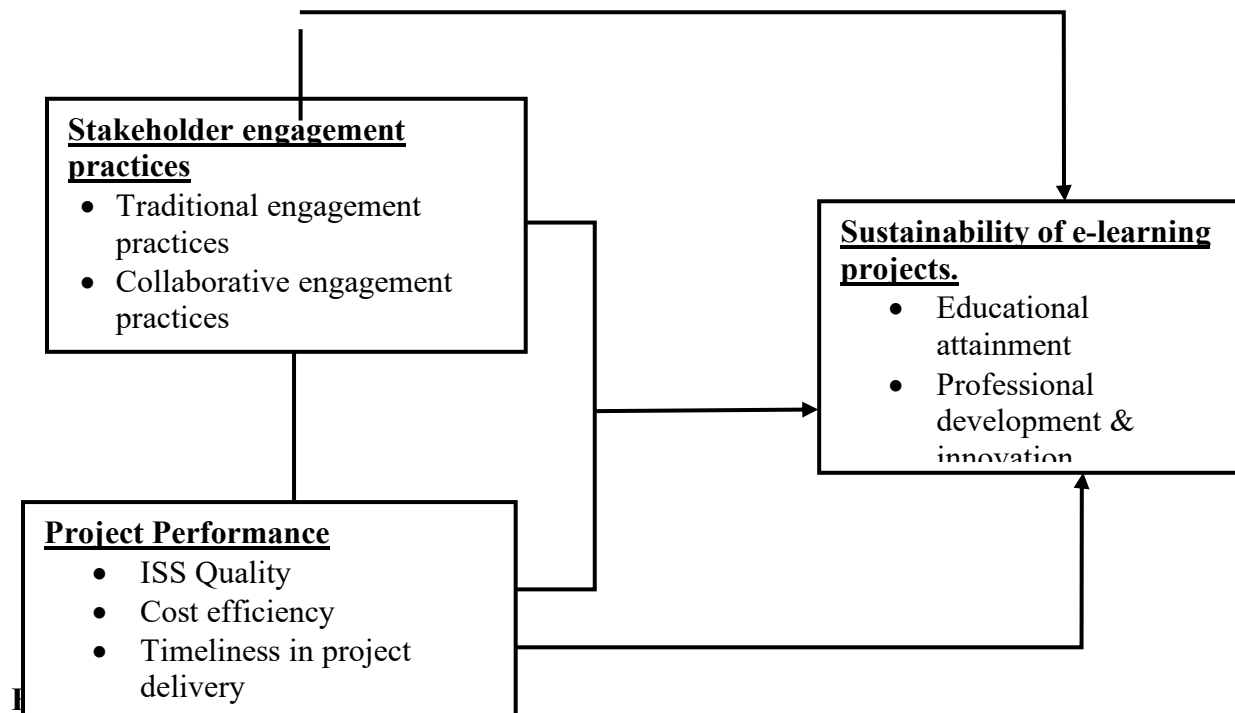 Stakeholder engagement
practices
• Traditional engagement
practices
• Collaborative engagement
practices
Sustainability of e-learning
projects.
• Educational
attainment
• Professional
development &
innovation
Project Performance
• ISS Quality
• Cost efficiency
• Timeliness in project
delivery